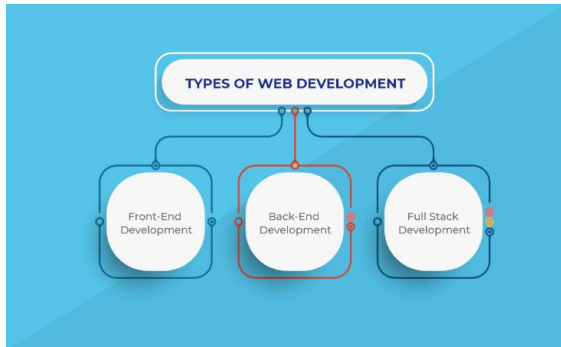 TYPES OF WEB DEVELOPMENT
Front-End
Development
Back-End
Development
Full Stack
Development